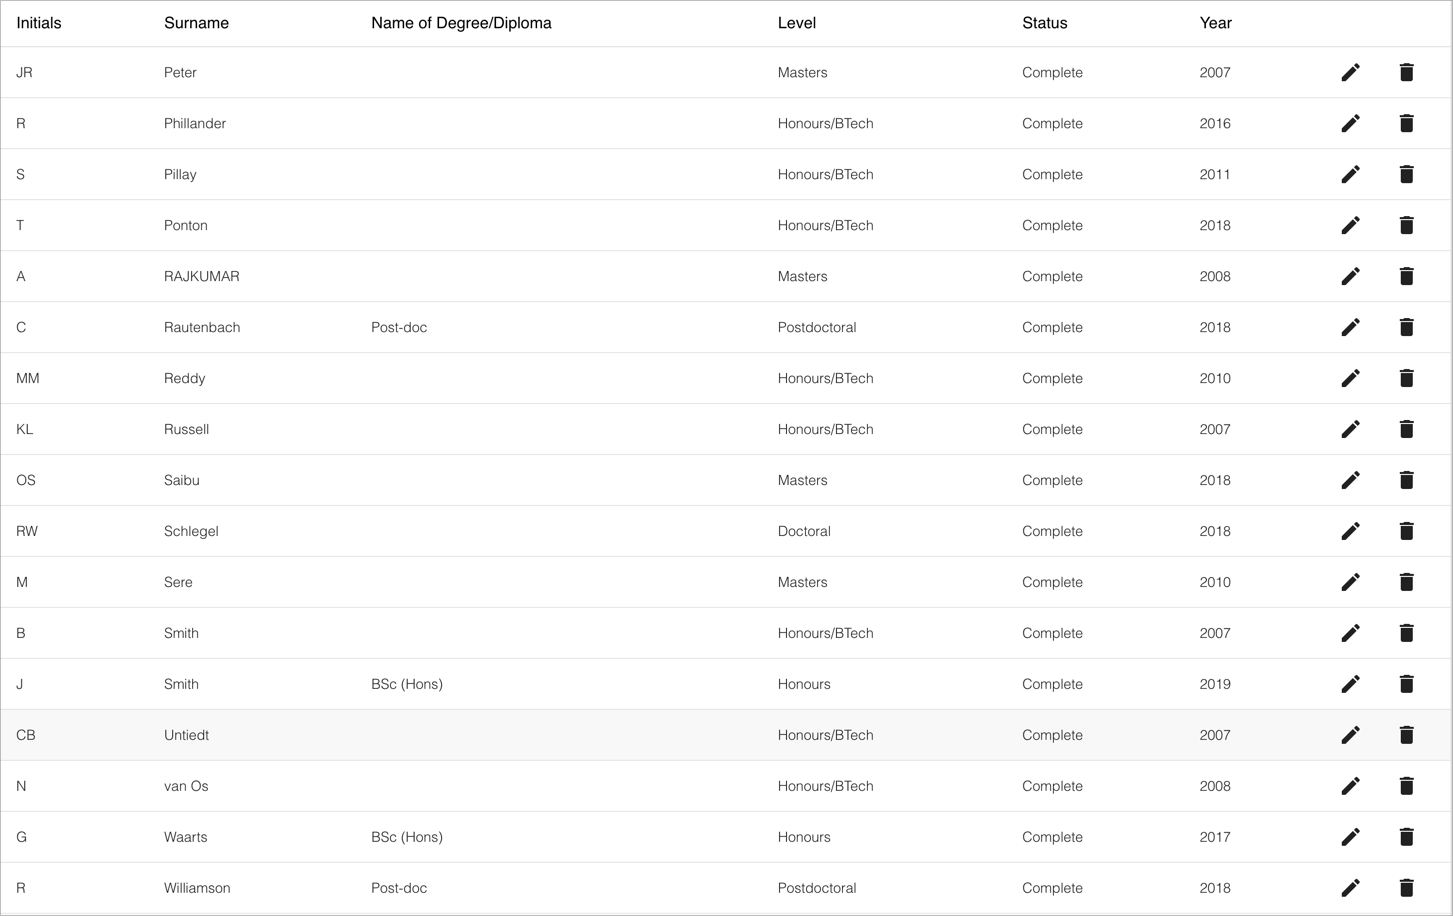 Initials Surname Name of Degree/Diploma Level Status Year
JR Peter Masters Complete 2007
R Phillander Honours/BTech Complete 2016
S Pillay Honours/BTech Complete 2011
T Ponton Honours/BTech Complete 2018
A RAJKUMAR Masters Complete 2008
C Rautenbach Post-doc Postdoctoral Complete 2018
MM Reddy Honours/BTech Complete 2010
KL Russell Honours/BTech Complete 2007
OS Saibu Masters Complete 2018
RW Schlegel Doctoral Complete 2018
M Sere Masters Complete 2010
B Smith Honours/BTech Complete 2007
J Smith BSc (Hons) Honours Complete 2019
CB Untiedt Honours/BTech Complete 2007
N van Os Honours/BTech Complete 2008
G Waarts BSc (Hons) Honours Complete 2017
R Williamson Post-doc Postdoctoral Complete 2018